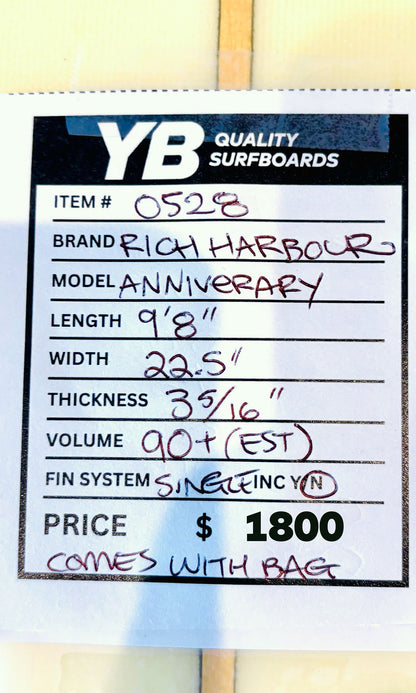 YB QUALITY SURFBOARDS
ITEM # 0528
BRAND RICH HARBOUR
MODEL ANNIVERARY
LENGTH 9'8"
WIDTH 22.5"
THICKNESS 3 5/16"
VOLUME 90+ (EST)
FIN SYSTEM SINGLE INC Y N
PRICE $ 1800
COMES WITH BAG